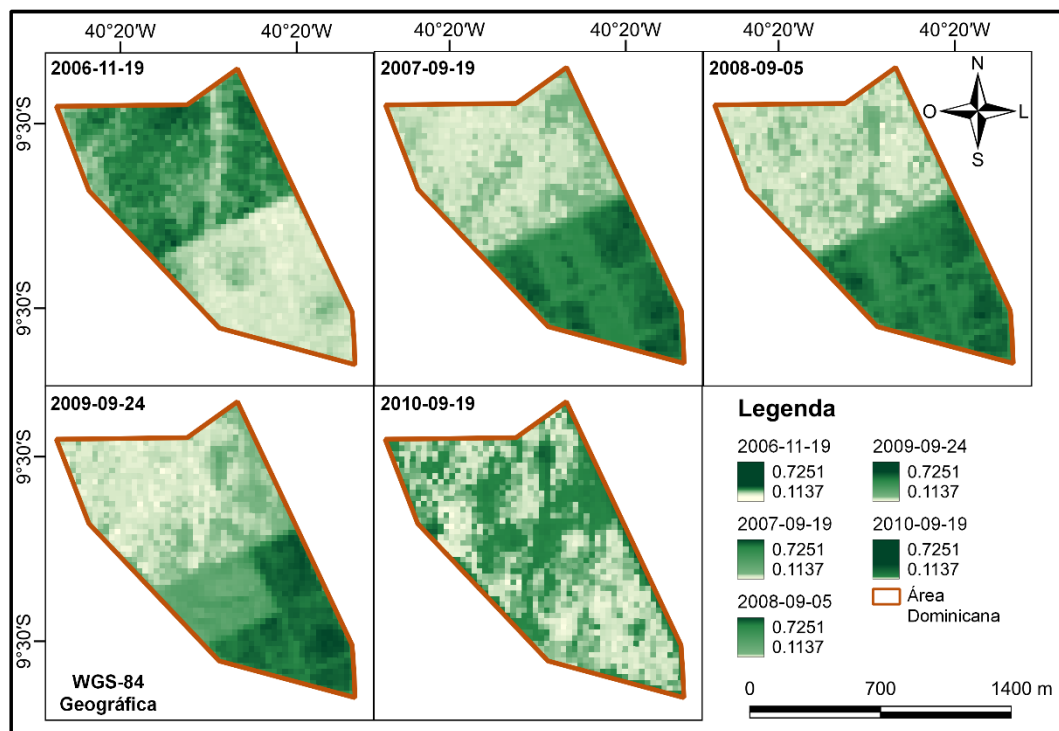 40°20'W 40°20'W 40°20'W 40°20'W 40°20'W
2006-11-19
2007-09-19
2008-09-05
N
O L
S
9°30'S
9°30'S
2009-09-24
2010-09-19
9°30'S
9°30'S
WGS-84
Geográfica
Legenda
2006-11-19
0.7251
0.1137
2007-09-19
0.7251
0.1137
2008-09-05
0.7251
0.1137
2009-09-24
0.7251
0.1137
2010-09-19
0.7251
0.1137
Área
Dominicana
0 700 1400 m